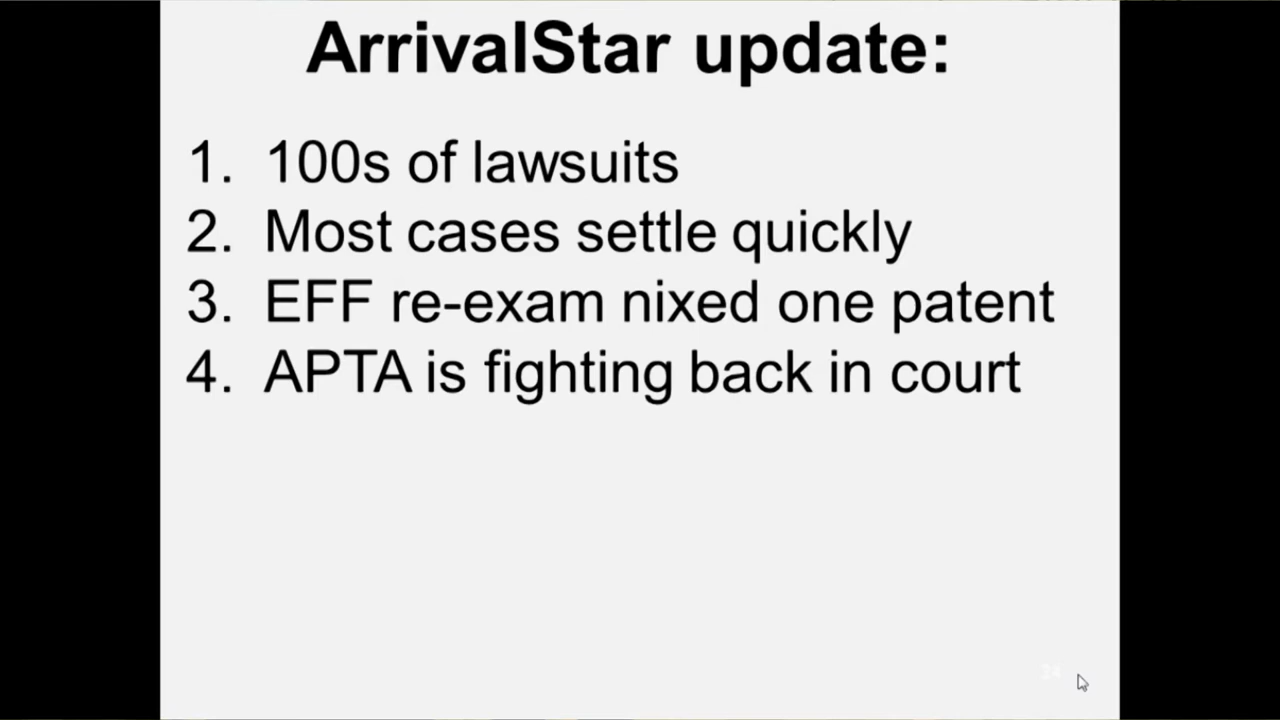 ArrivalStar update:
1. 100s of lawsuits
2. Most cases settle quickly
3. EFF re-exam nixed one patent
4. APTA is fighting back in court
24